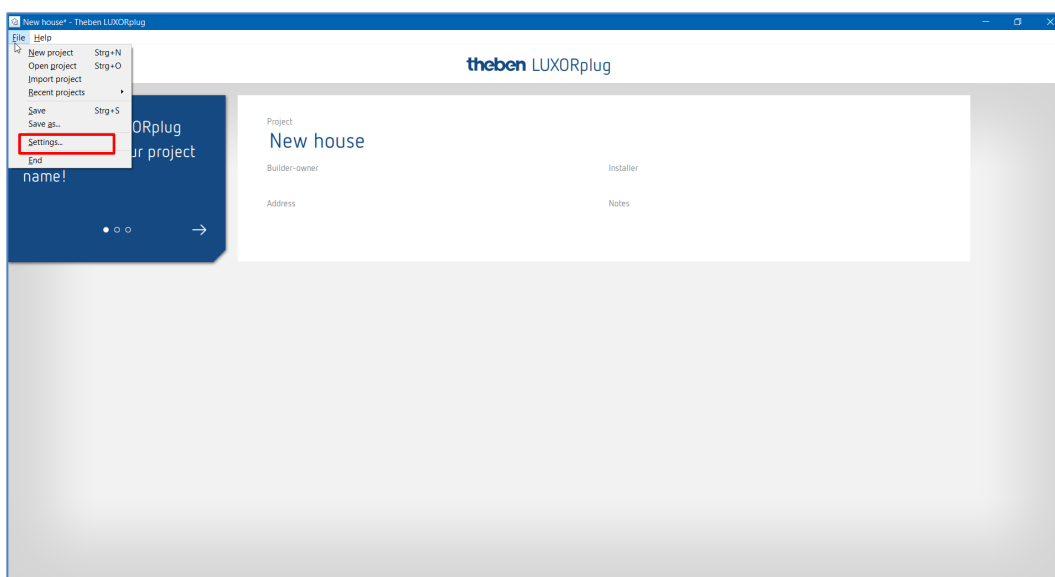 New house* - Theben LUXORplug
File Help
New project Strg+N
Open project Strg+O
Import project
Recent projects
Save Strg+S
Save as...
Settings...
End
theben LUXORplug
ORplug
ur project
name!
Project
New house
Builder-owner
Installer
Address
Notes